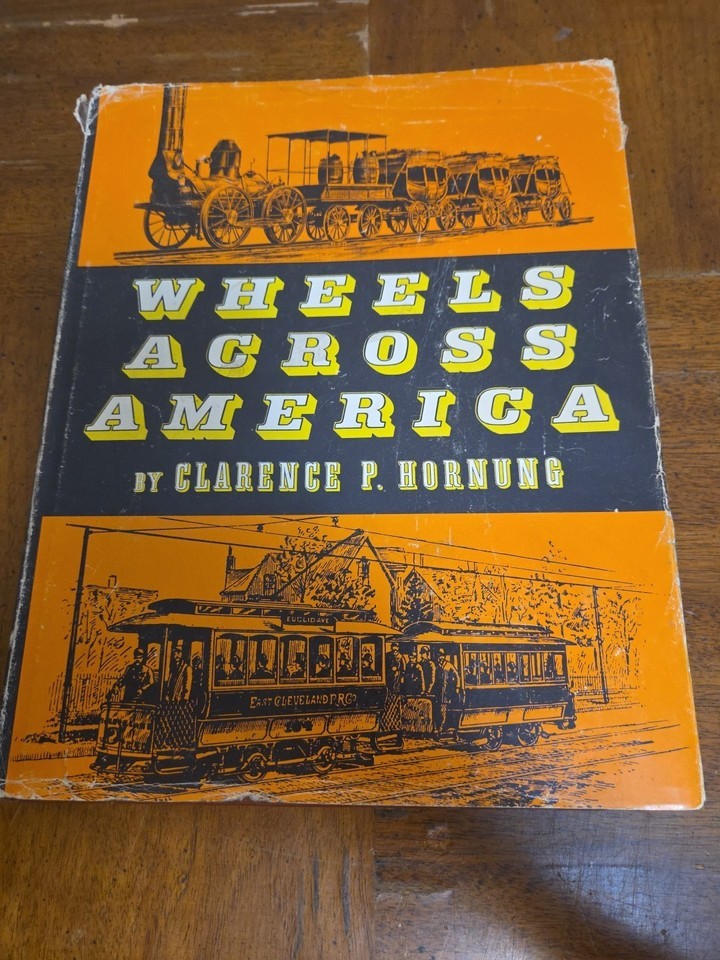 WHEELS
ACROSS
AMERICA
BY CLARENCE P. HORNUNG
EUCLID AVE
EAST CLEVELAND R.R.Co